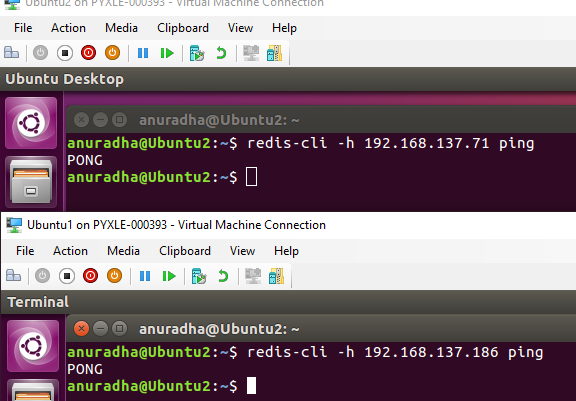 Ubuntu2 on PYXLE-000393 - Virtual Machine Connection
File Action Media Clipboard View Help
Ubuntu Desktop
anuradha@Ubuntu2: ~
anuradha@Ubuntu2:~$ redis-cli -h 192.168.137.71 ping
PONG
anuradha@Ubuntu2:~$
Ubuntu1 on PYXLE-000393 - Virtual Machine Connection
File Action Media Clipboard View Help
Terminal
anuradha@Ubuntu2: ~
anuradha@Ubuntu2:~$ redis-cli -h 192.168.137.186 ping
PONG
anuradha@Ubuntu2:~$